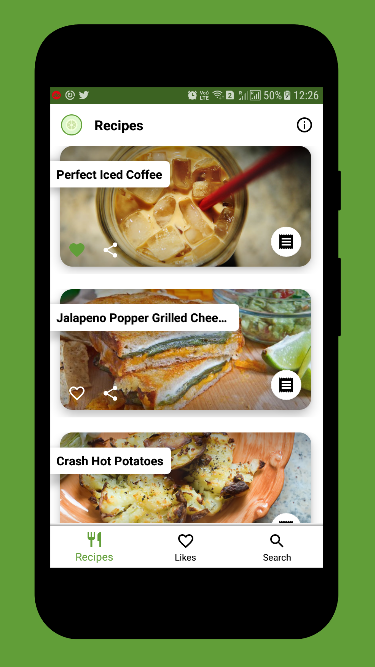 Vo)) LTE 2 50% 12:26
Recipes
Perfect Iced Coffee
Jalapeno Popper Grilled Chee...
Crash Hot Potatoes
Recipes
Likes
Search